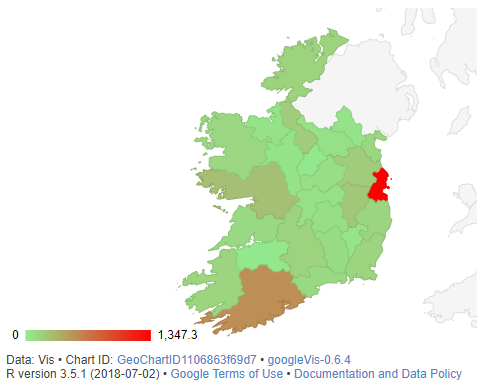 0 1,347.3
Data: Vis • Chart ID: GeoChartID1106863f69d7 • googleVis-0.6.4
R version 3.5.1 (2018-07-02) • Google Terms of Use • Documentation and Data Policy